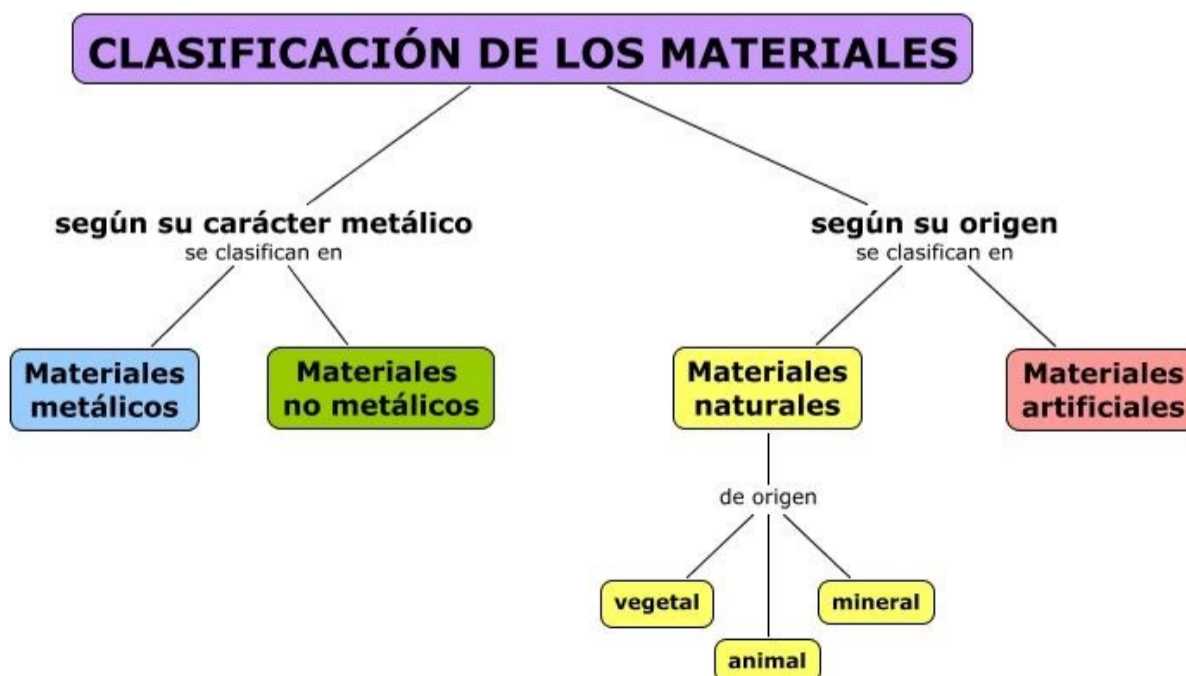 CLASIFICACIÓN DE LOS MATERIALES
según su carácter metálico
se clasifican en
según su origen
se clasifican en
Materiales
metálicos
Materiales
no metálicos
Materiales
naturales
Materiales
artificiales
de origen
vegetal
mineral
animal